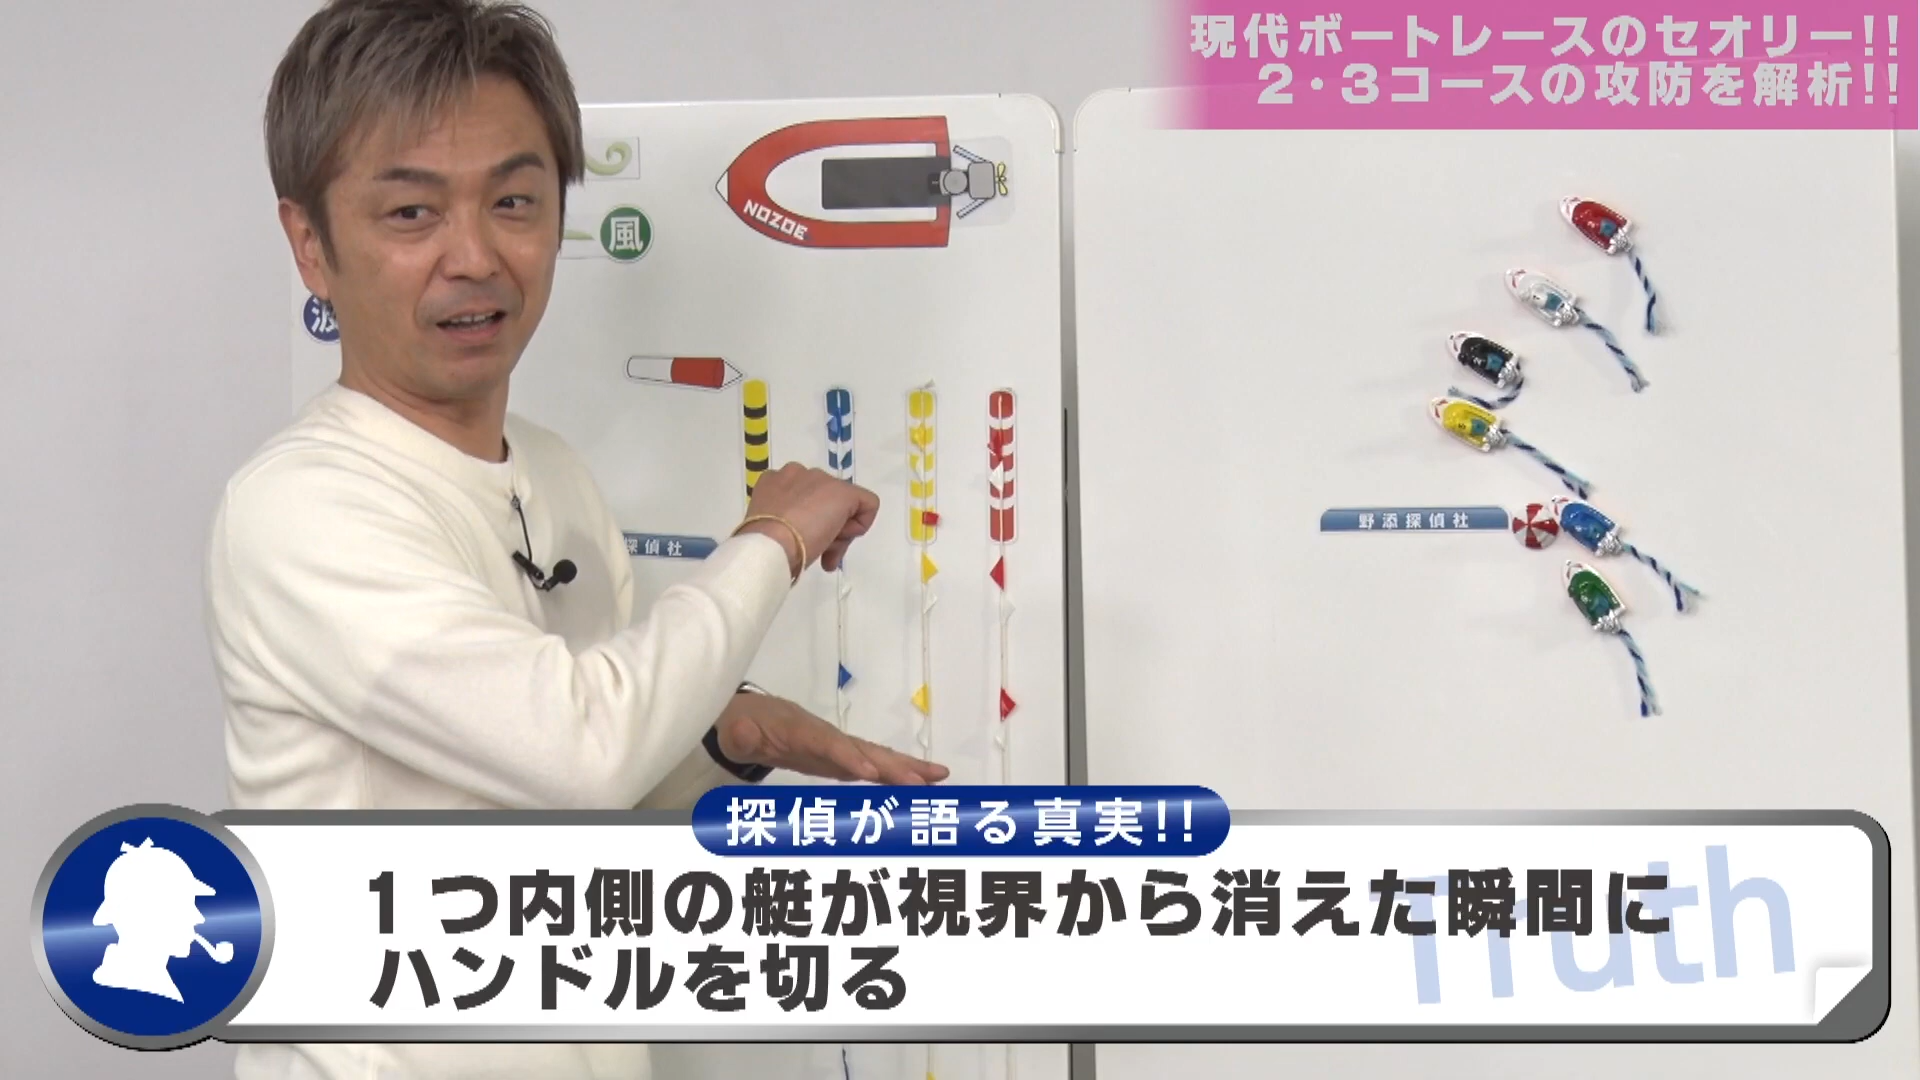 現代ボートレースのセオリー!!
2・3コースの攻防を解析!!
NOZOE
風
波
探偵社
野添探偵社
探偵が語る真実!!
1つ内側の艇が視界から消えた瞬間に
ハンドルを切る
Truth